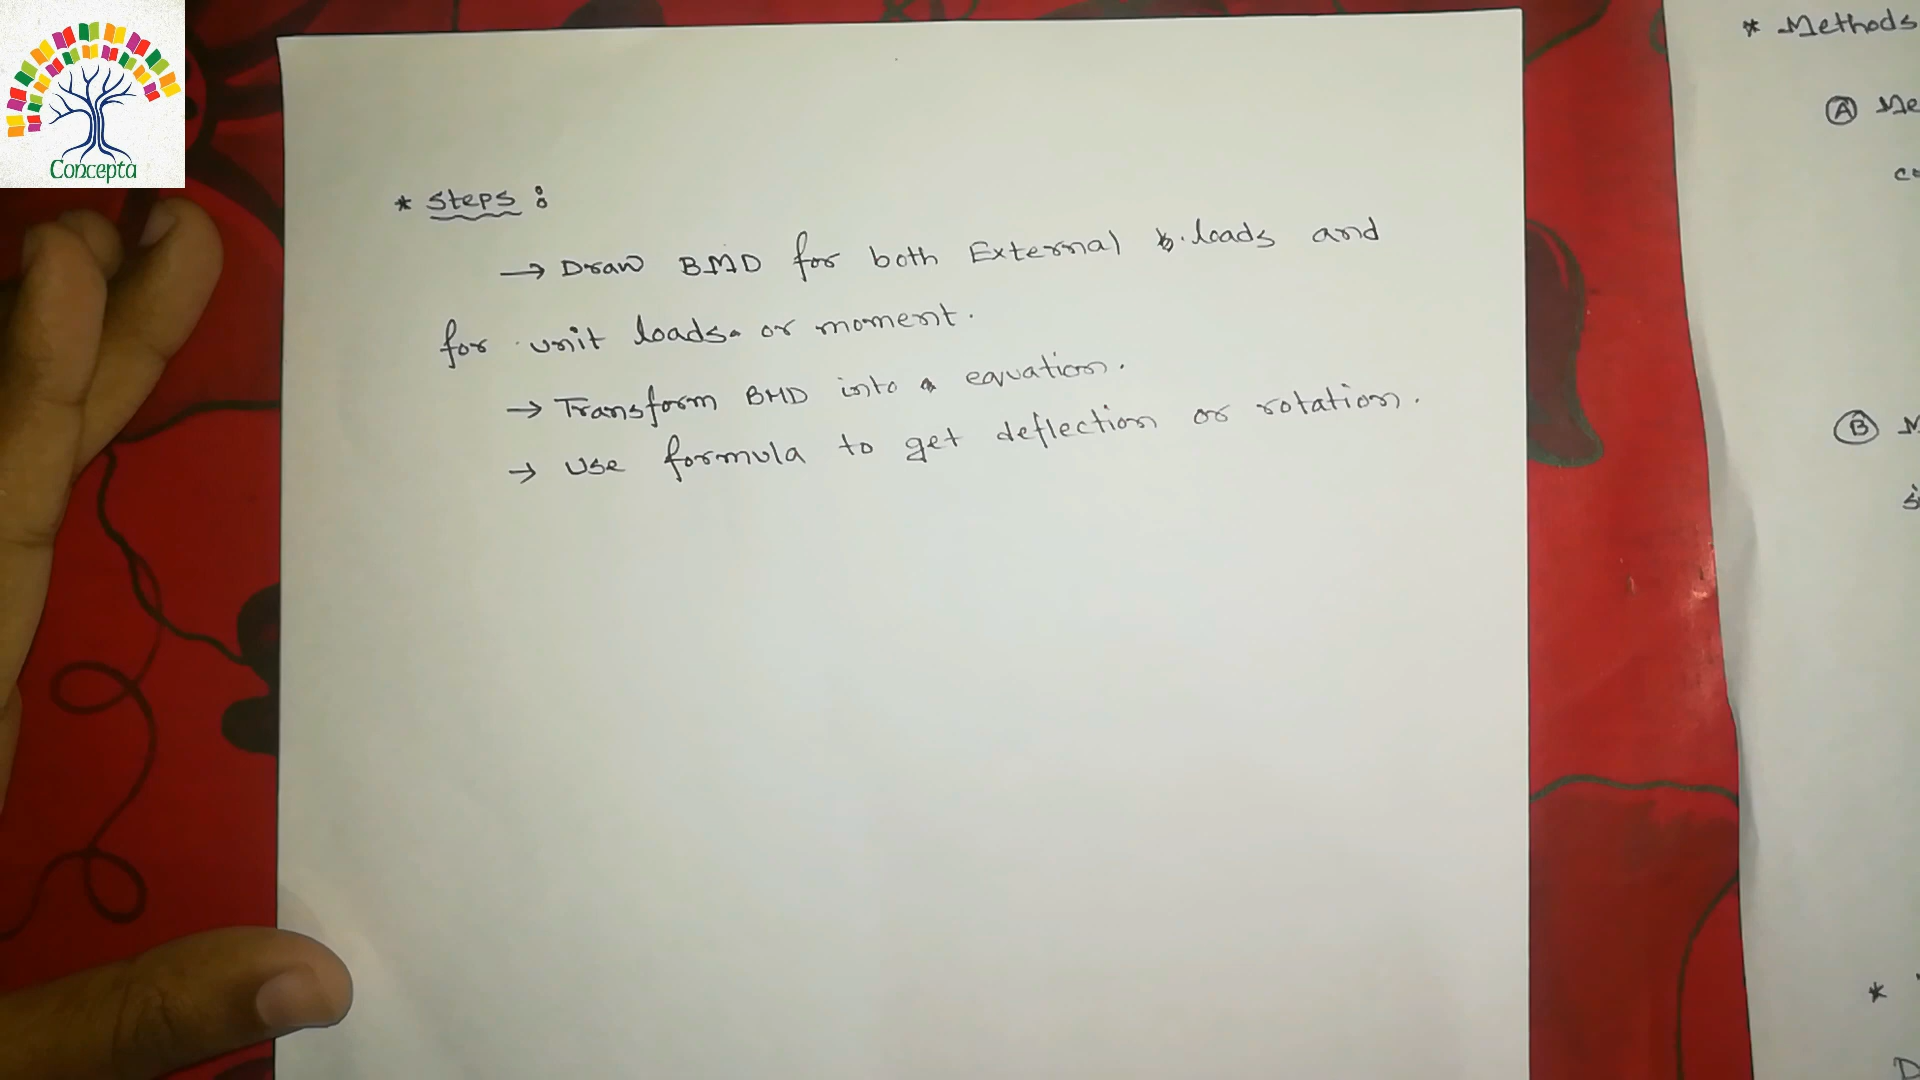 Concepta
* Steps :
→ Draw BMD for both External loads and
for unit loads or moment.
→ Transform BMD into equation.
→ Use formula to get deflection or rotation.
* Methods
A Me
B M
*
D